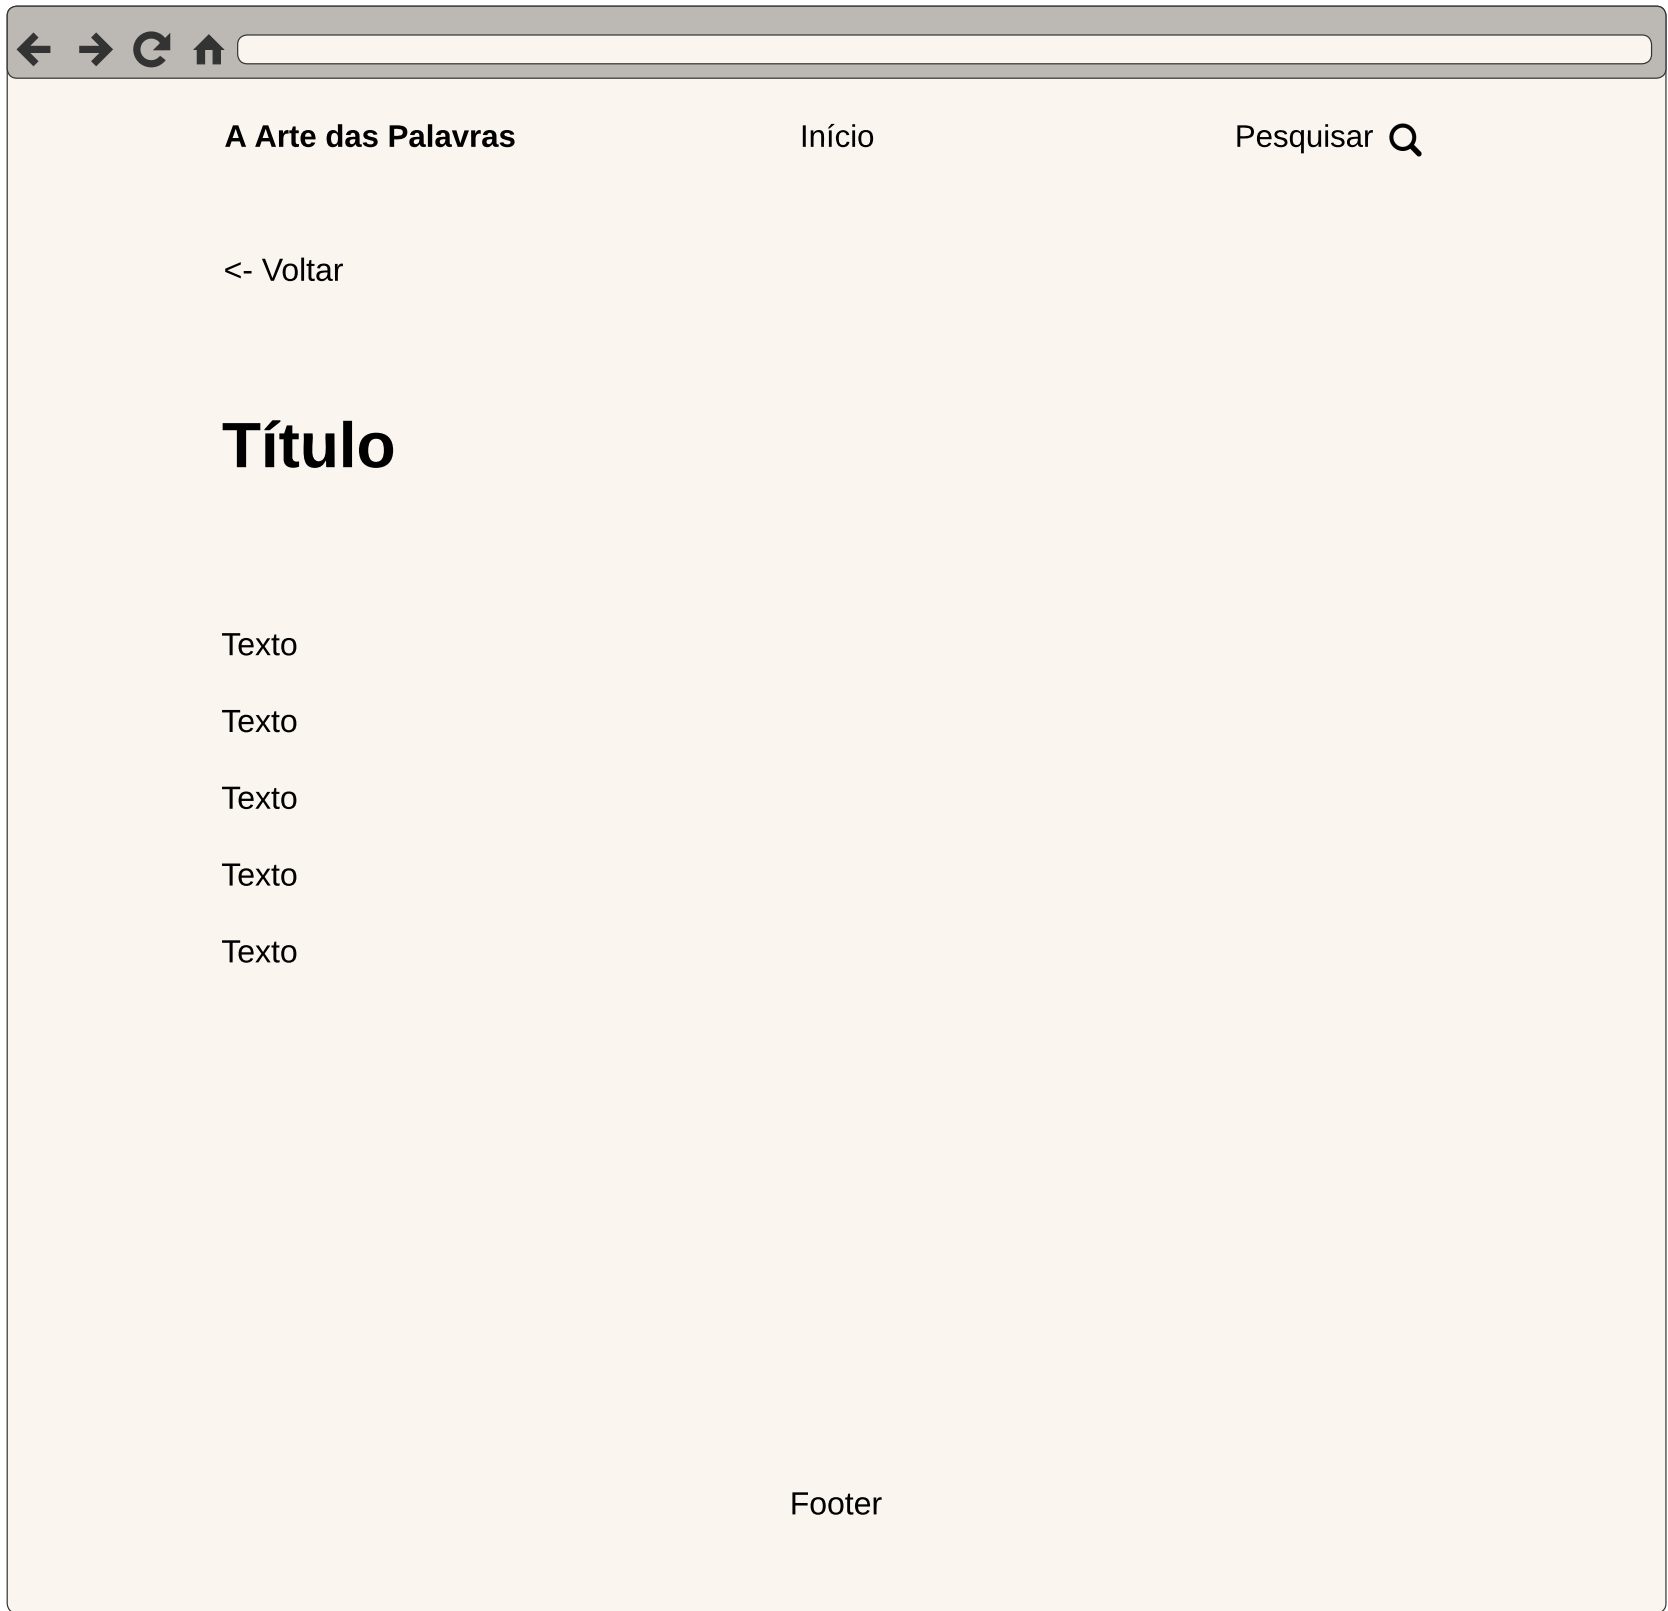 A Arte das Palavras Início Pesquisar
<- Voltar
Título
Texto
Texto
Texto
Texto
Texto
Footer